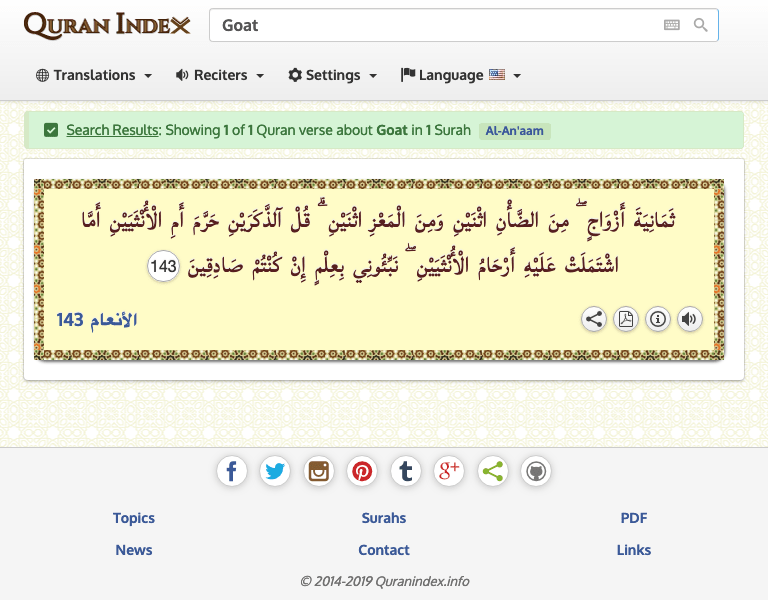 QURAN INDEX
Goat
Translations
Reciters
Settings
Language
Search Results: Showing 1 of 1 Quran verse about Goat in 1 Surah Al-An'aam
ثَمَانِيَةَ أَزْوَاجٍ ۖ مِنَ الضَّأْنِ اثْنَيْنِ وَمِنَ الْمَعْزِ اثْنَيْنِ ۗ قُلْ آلذَّكَرَيْنِ حَرَّمَ أَمِ الْأُنْثَيَيْنِ أَمَّا
اشْتَمَلَتْ عَلَيْهِ أَرْحَامُ الْأُنْثَيَيْنِ ۖ نَبِّئُونِي بِعِلْمٍ إِنْ كُنْتُمْ صَادِقِينَ 143
الأنعام 143
Topics Surahs PDF
News Contact Links
© 2014-2019 Quranindex.info